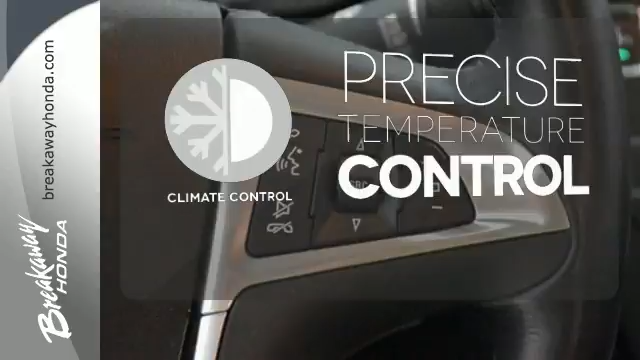 breakawayhonda.com
Breakaway
HONDA
CLIMATE CONTROL
PRECISE
TEMPERATURE
CONTROL